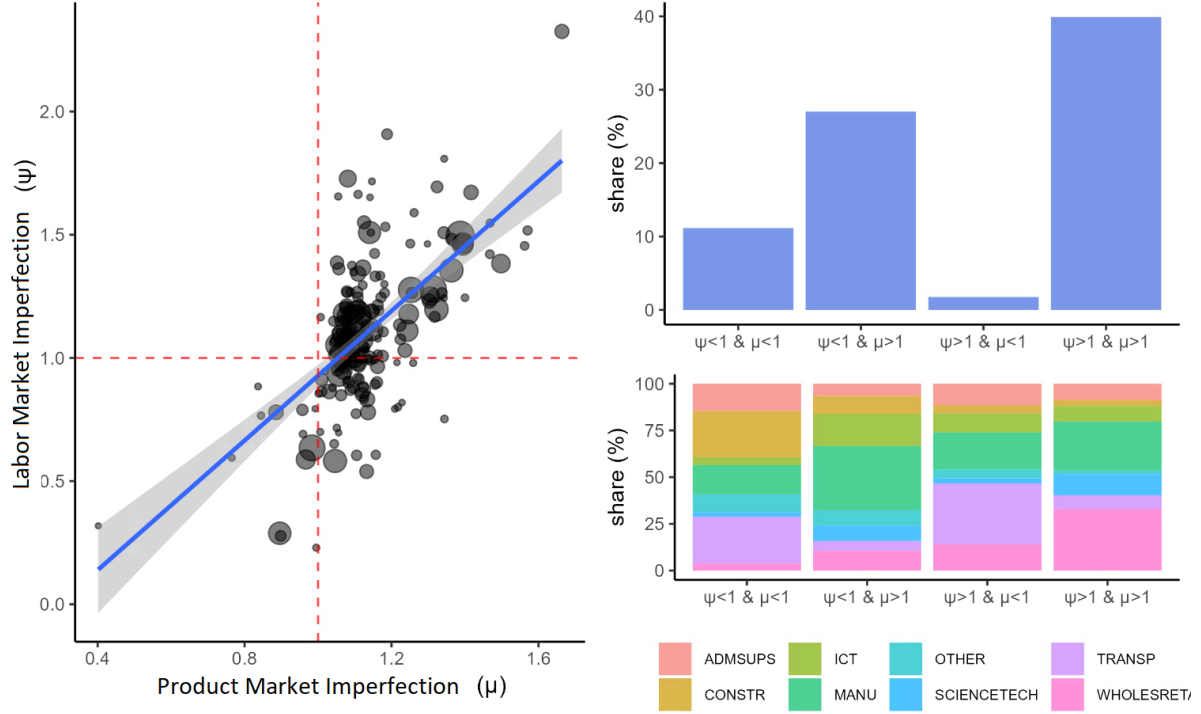 Labor Market Imperfection (ψ)
2.0
1.5
1.0
0.5
0.0
0.4 0.8 1.2 1.6
Product Market Imperfection (μ)
share (%)
40
30
20
10
0
ψ<1 & μ<1 ψ<1 & μ>1 ψ>1 & μ<1 ψ>1 & μ>1
share (%)
100
75
50
25
0
ψ<1 & μ<1 ψ<1 & μ>1 ψ>1 & μ<1 ψ>1 & μ>1
ADMSUPS ICT OTHER TRANSP
CONSTR MANU SCIENCETECH WHOLESRETA